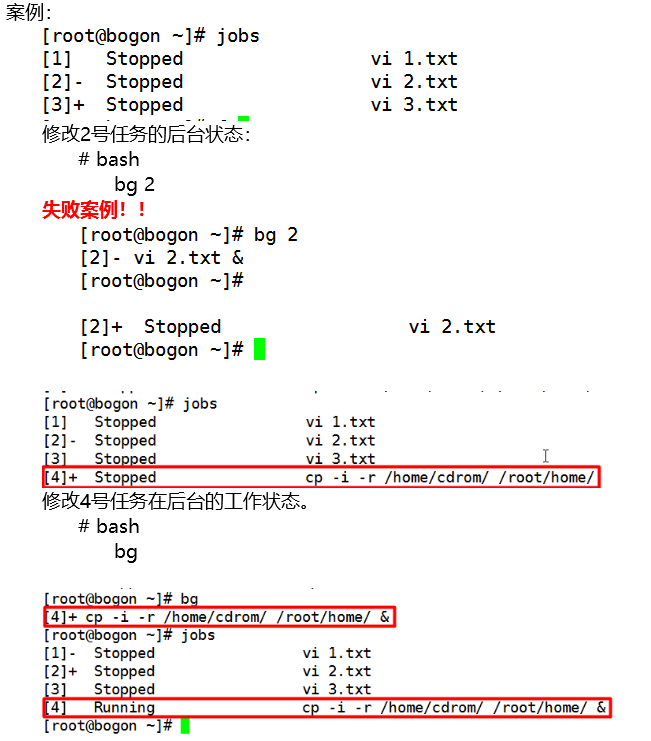 案例：
[root@bogon ~]# jobs
[1]   Stopped                 vi 1.txt
[2]-  Stopped                 vi 2.txt
[3]+  Stopped                 vi 3.txt
修改2号任务的后台状态：
# bash
bg 2
失败案例！！
[root@bogon ~]# bg 2
[2]- vi 2.txt &
[root@bogon ~]#
[2]+  Stopped                 vi 2.txt
[root@bogon ~]#
[root@bogon ~]# jobs
[1]   Stopped                 vi 1.txt
[2]-  Stopped                 vi 2.txt
[3]   Stopped                 vi 3.txt
[4]+  Stopped                 cp -i -r /home/cdrom/ /root/home/
修改4号任务在后台的工作状态。
# bash
bg
[root@bogon ~]# bg
[4]+ cp -i -r /home/cdrom/ /root/home/ &
[root@bogon ~]# jobs
[1]-  Stopped                 vi 1.txt
[2]+  Stopped                 vi 2.txt
[3]   Stopped                 vi 3.txt
[4]   Running                 cp -i -r /home/cdrom/ /root/home/ &
[root@bogon ~]#